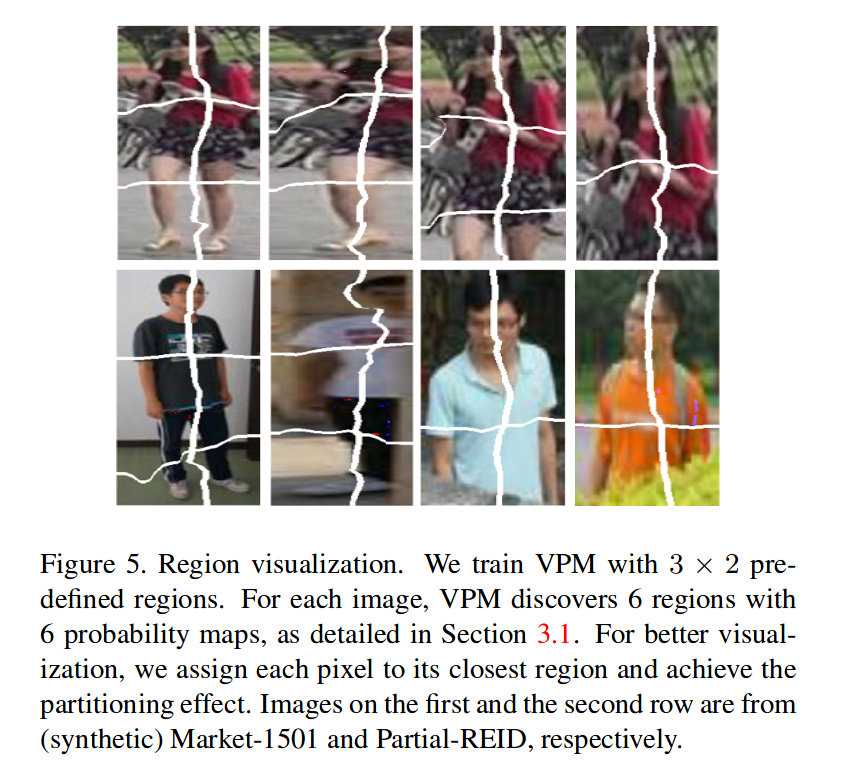 Figure 5. Region visualization. We train VPM with 3 × 2 pre-
defined regions. For each image, VPM discovers 6 regions with
6 probability maps, as detailed in Section 3.1. For better visual-
ization, we assign each pixel to its closest region and achieve the
partitioning effect. Images on the first and the second row are from
(synthetic) Market-1501 and Partial-REID, respectively.